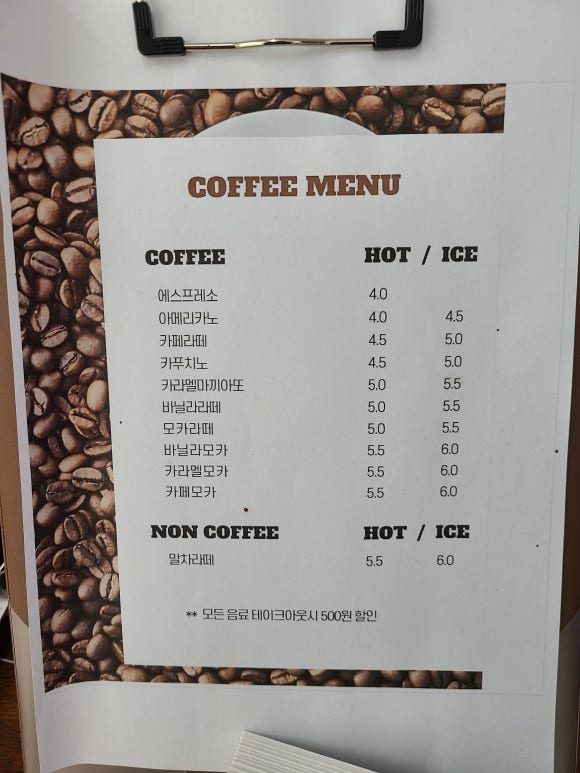 COFFEE MENU
COFFEE HOT / ICE
에스프레소 4.0
아메리카노 4.0 4.5
카페라떼 4.5 5.0
카푸치노 4.5 5.0
카라멜마끼아또 5.0 5.5
바닐라라떼 5.0 5.5
모카라떼 5.0 5.5
바닐라모카 5.5 6.0
카라멜모카 5.5 6.0
카페모카 5.5 6.0
NON COFFEE HOT / ICE
말차라떼 5.5 6.0
** 모든 음료 테이크아웃시 500원 할인